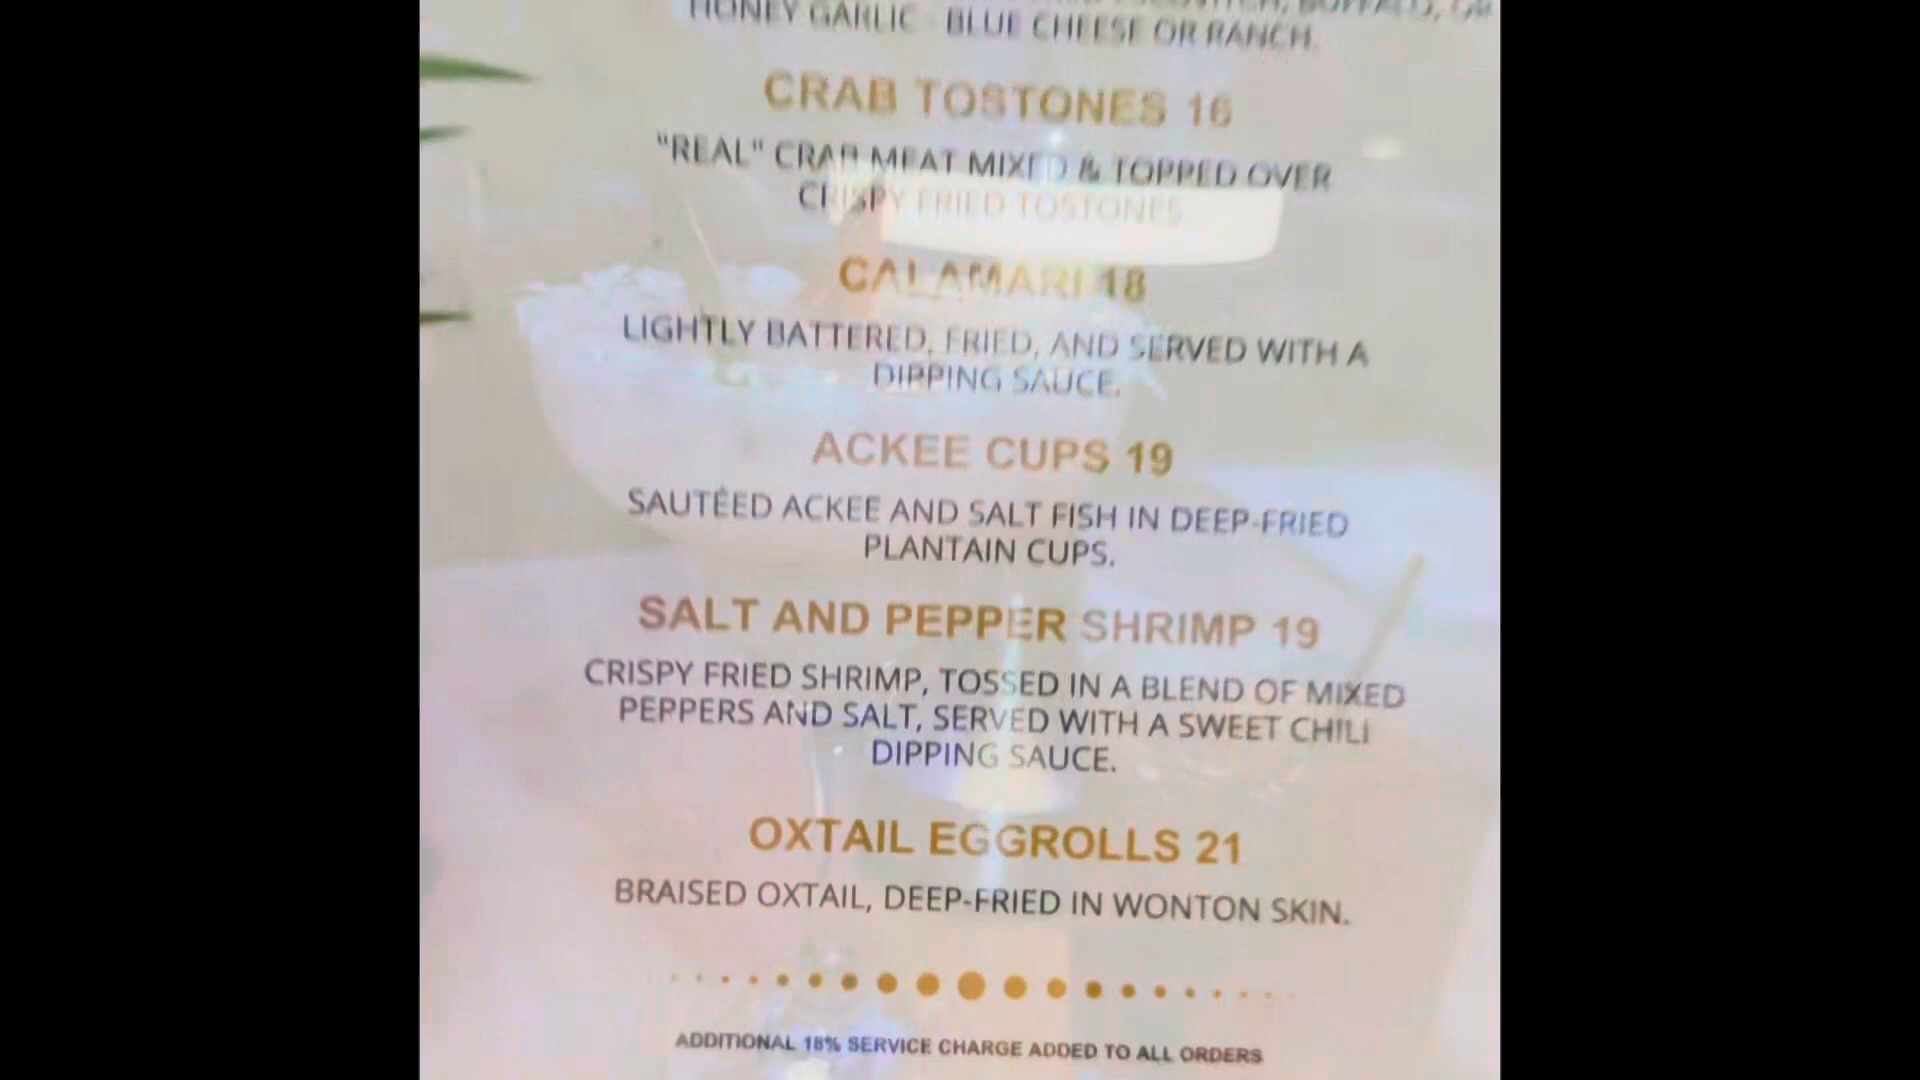 HONEY GARLIC - BLUE CHEESE OR RANCH.
CRAB TOSTONES 16
"REAL" CRAB MEAT MIXED & TOPPED OVER
CRISPY FRIED TOSTONES
CALAMARI 18
LIGHTLY BATTERED, FRIED, AND SERVED WITH A
DIPPING SAUCE.
ACKEE CUPS 19
SAUTÉED ACKEE AND SALT FISH IN DEEP-FRIED
PLANTAIN CUPS.
SALT AND PEPPER SHRIMP 19
CRISPY FRIED SHRIMP, TOSSED IN A BLEND OF MIXED
PEPPERS AND SALT, SERVED WITH A SWEET CHILI
DIPPING SAUCE.
OXTAIL EGGROLLS 21
BRAISED OXTAIL, DEEP-FRIED IN WONTON SKIN.
ADDITIONAL 18% SERVICE CHARGE ADDED TO ALL ORDERS